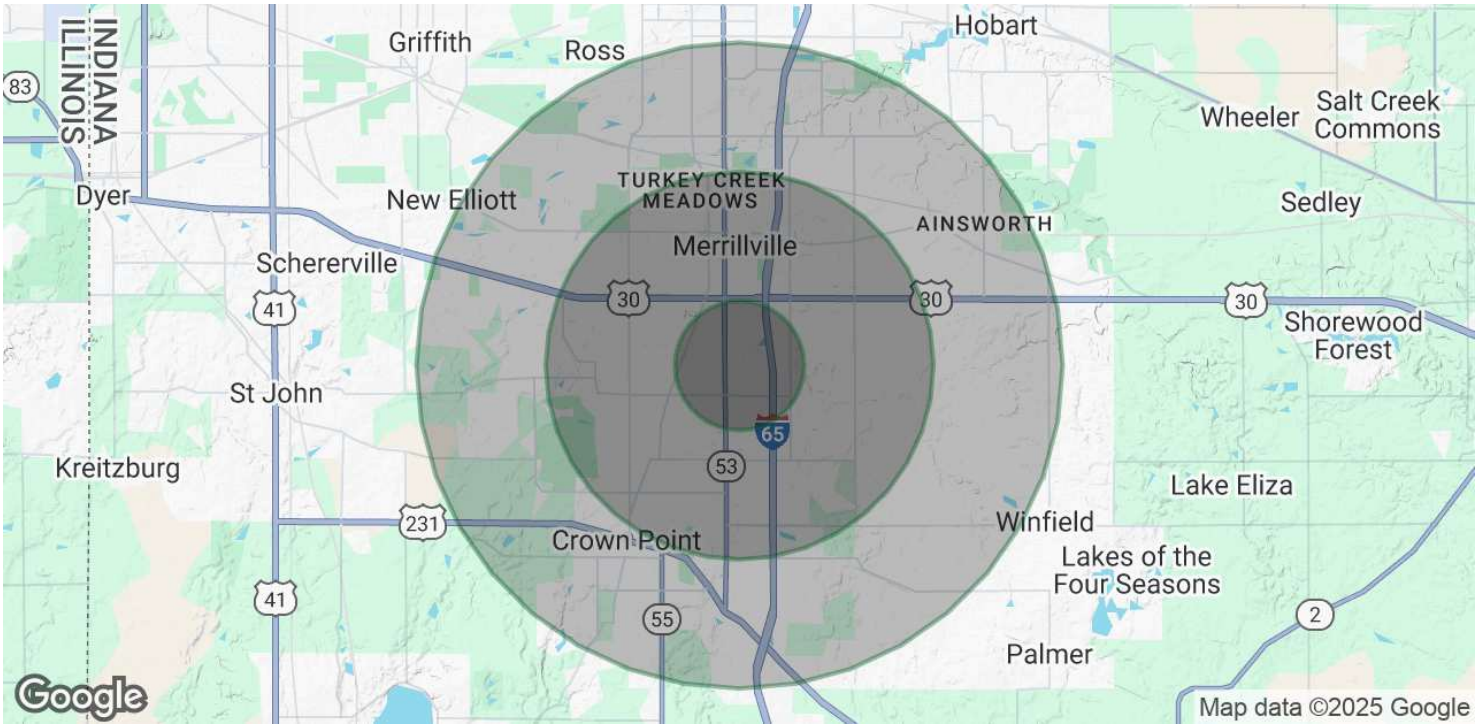 Hobart
Griffith
Ross
INDIANA
ILLINOIS
83
Wheeler
Salt Creek
Commons
TURKEY CREEK
MEADOWS
Dyer
New Elliott
Sedley
AINSWORTH
Merrillville
Schererville
30
30
30
41
Shorewood
Forest
St John
65
53
Kreitzburg
Lake Eliza
231
Winfield
Crown Point
Lakes of the
Four Seasons
41
55
2
Palmer
Google
Map data ©2025 Google